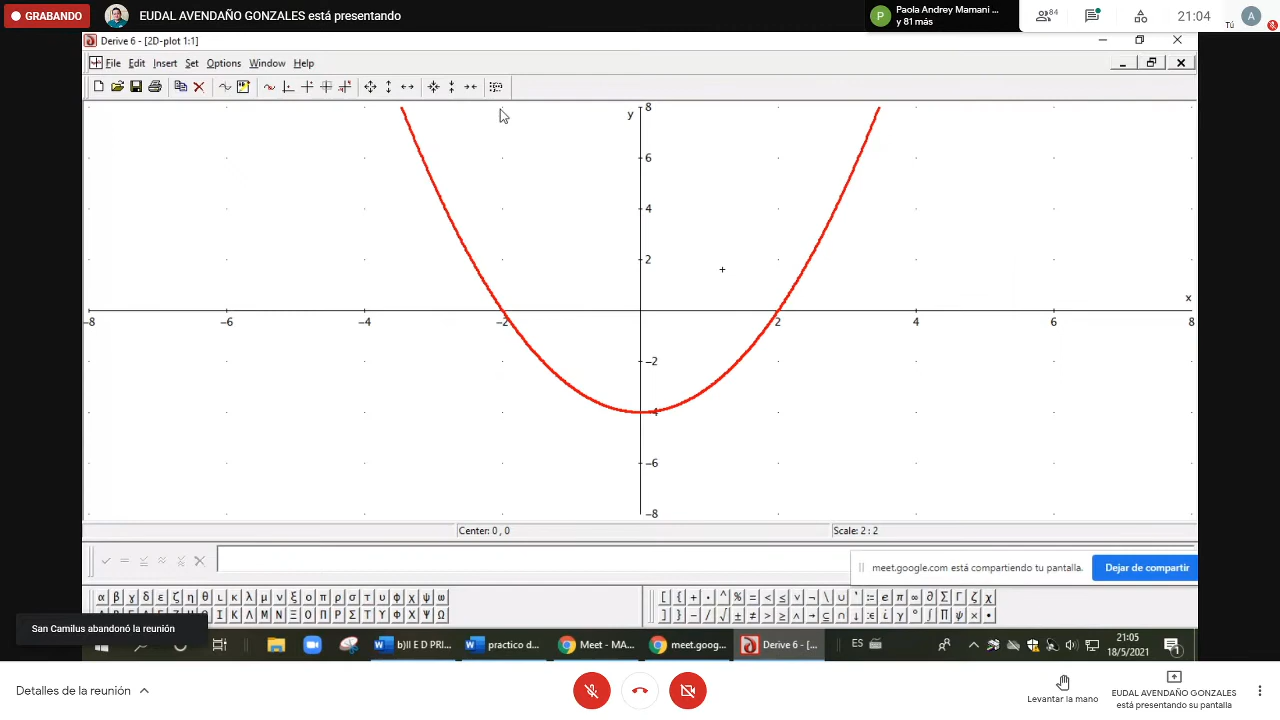 GRABANDO
EUDAL AVENDAÑO GONZALES está presentando
P
Paola Andrey Mamani ...
y 81 más
84
21:04
Tú
A
Derive 6 - [2D-plot 1:1]
File Edit Insert Set Options Window Help
y
8
6
4
2
x
-8 -6 -4 -2 2 4 6 8
-2
-4
-6
-8
Center: 0 , 0
Scale: 2 : 2
meet.google.com está compartiendo tu pantalla.
Dejar de compartir
α β γ δ ε ζ η θ ι κ λ μ ν ξ ο π ρ σ τ υ φ χ ψ ω
Ι Κ Λ Μ Ν Ξ Ο Π Ρ Σ Τ Υ Φ Χ Ψ Ω
San Camilus abandonó la reunión
b)II E D PRI...
practico d...
Meet - MA...
meet.goog...
Derive 6 - [...
ES
21:05
18/5/2021
1
Detalles de la reunión
Levantar la mano
EUDAL AVENDAÑO GONZALES
está presentando su pantalla